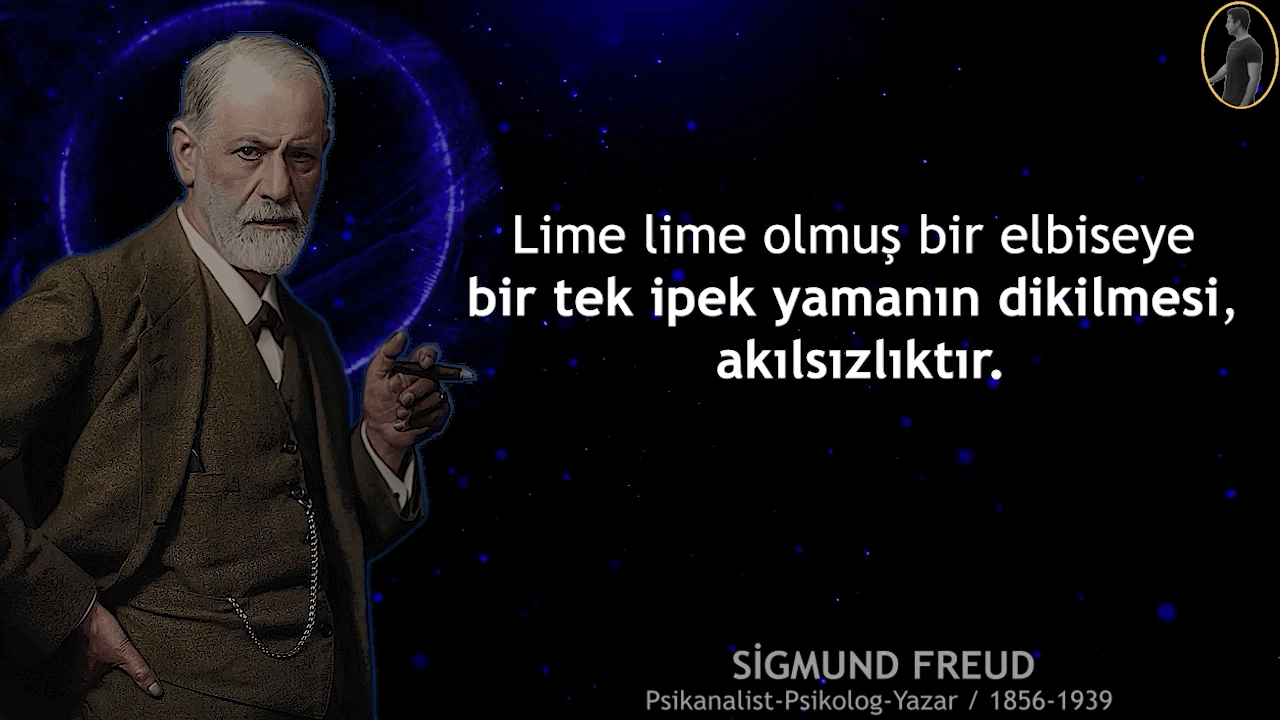 Lime lime olmuş bir elbiseye
bir tek ipek yamanın dikilmesi,
akılsızlıktır.
SİGMUND FREUD
Psikanalist-Psikolog-Yazar / 1856-1939